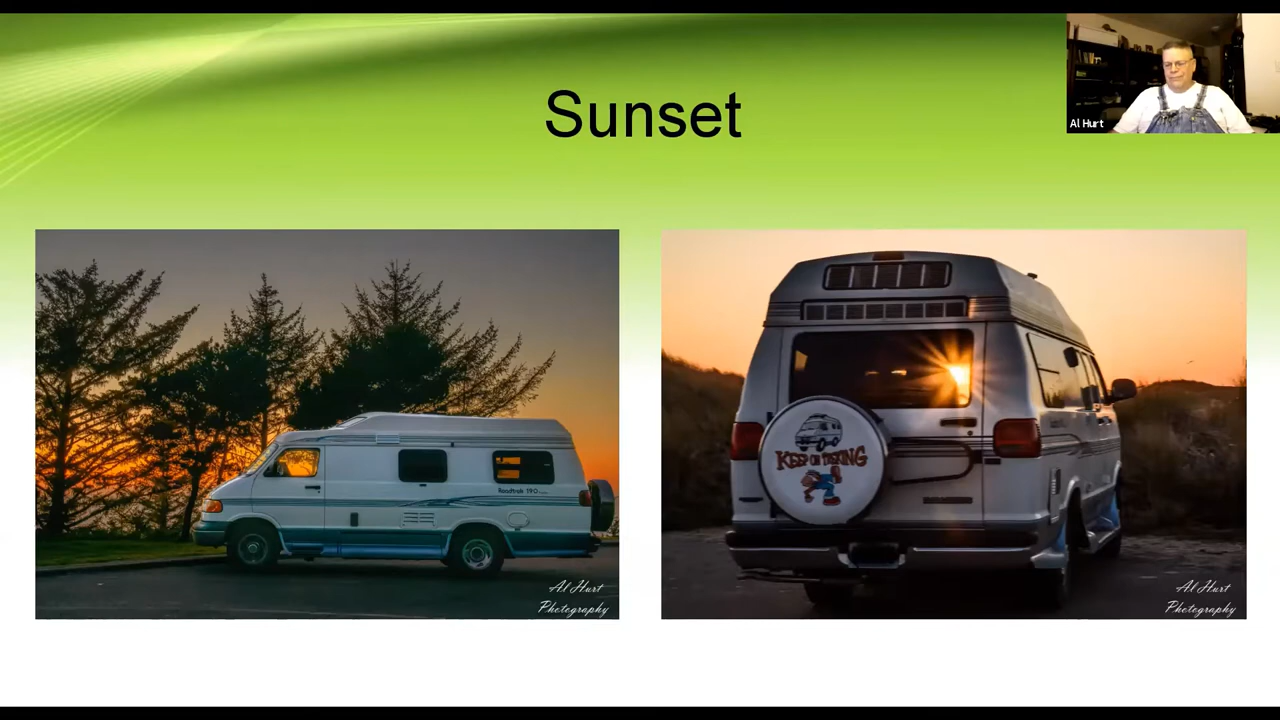 Sunset
Al Hurt
Roadtrek 190
Al Hurt
Photography
KEEP ON TREKING
Al Hurt
Photography